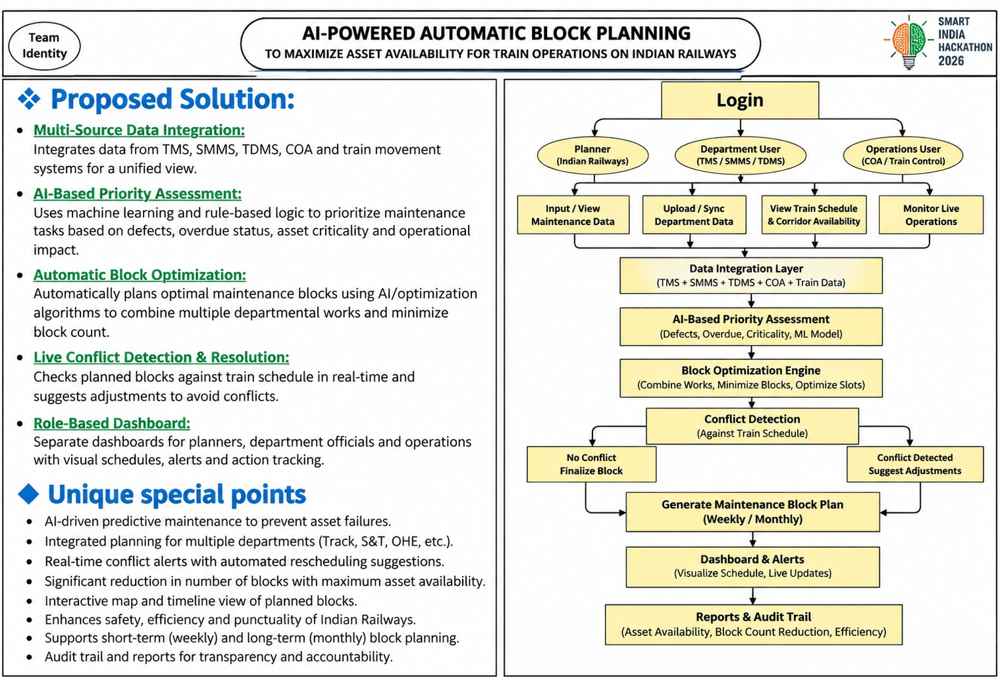 Team
Identity
AI-POWERED AUTOMATIC BLOCK PLANNING
TO MAXIMIZE ASSET AVAILABILITY FOR TRAIN OPERATIONS ON INDIAN RAILWAYS
SMART
INDIA
HACKATHON
2026
Proposed Solution:
Multi-Source Data Integration:
Integrates data from TMS, SMMS, TDMS, COA and train movement
systems for a unified view.
AI-Based Priority Assessment:
Uses machine learning and rule-based logic to prioritize maintenance
tasks based on defects, overdue status, asset criticality and operational
impact.
Automatic Block Optimization:
Automatically plans optimal maintenance blocks using AI/optimization
algorithms to combine multiple departmental works and minimize
block count.
Live Conflict Detection & Resolution:
Checks planned blocks against train schedule in real-time and
suggests adjustments to avoid conflicts.
Role-Based Dashboard:
Separate dashboards for planners, department officials and operations
with visual schedules, alerts and action tracking.
Unique special points
AI-driven predictive maintenance to prevent asset failures.
Integrated planning for multiple departments (Track, S&T, OHE, etc.).
Real-time conflict alerts with automated rescheduling suggestions.
Significant reduction in number of blocks with maximum asset availability.
Interactive map and timeline view of planned blocks.
Enhances safety, efficiency and punctuality of Indian Railways.
Supports short-term (weekly) and long-term (monthly) block planning.
Audit trail and reports for transparency and accountability.
Login
Planner
(Indian Railways)
Department User
(TMS / SMMS / TDMS)
Operations User
(COA / Train Control)
Input / View
Maintenance Data
Upload / Sync
Department Data
View Train Schedule
& Corridor Availability
Monitor Live
Operations
Data Integration Layer
(TMS + SMMS + TDMS + COA + Train Data)
AI-Based Priority Assessment
(Defects, Overdue, Criticality, ML Model)
Block Optimization Engine
(Combine Works, Minimize Blocks, Optimize Slots)
Conflict Detection
(Against Train Schedule)
No Conflict
Finaiize Block
Conflict Detected
Suggest Adjustments
Generate Maintenance Block Plan
(Weekly / Monthly)
Dashboard & Alerts
(Visualize Schedule, Live Updates)
Reports & Audit Trail
(Asset Availability, Block Count Reduction, Efficiency)